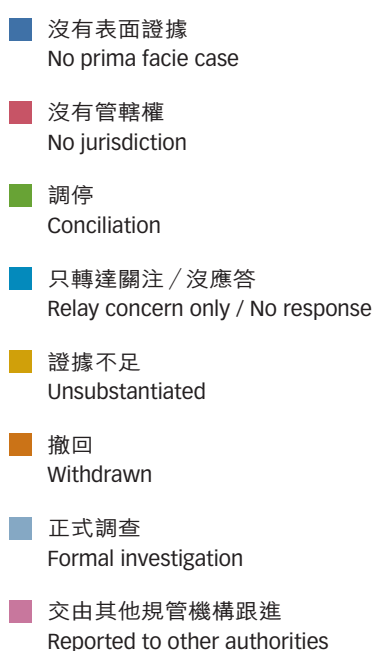 沒有表面證據
No prima facie case
沒有管轄權
No jurisdiction
調停
Conciliation
只轉達關注／沒應答
Relay concern only / No response
證據不足
Unsubstantiated
撤回
Withdrawn
正式調查
Formal investigation
交由其他規管機構跟進
Reported to other authorities